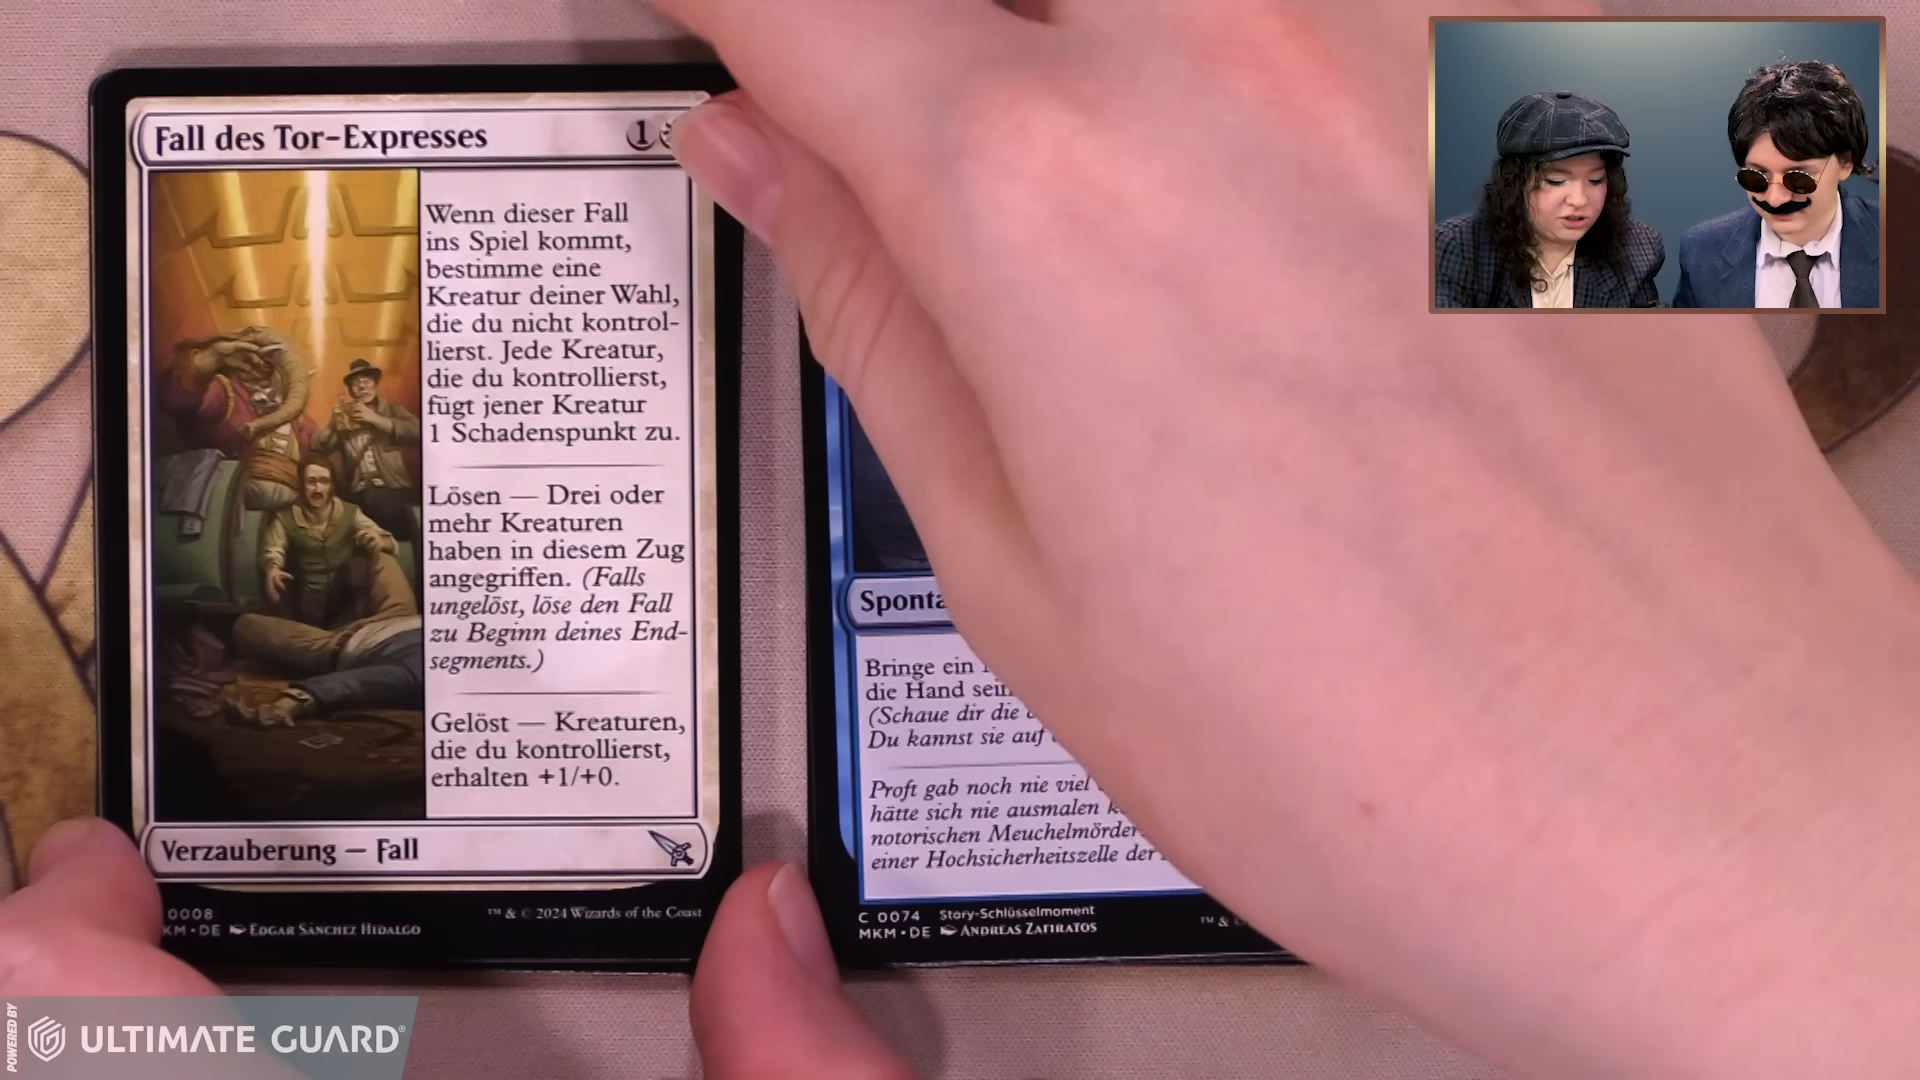 Fall des Tor-Expresses
1
Wenn dieser Fall
ins Spiel kommt,
bestimme eine
Kreatur deiner Wahl,
die du nicht kontrol-
lierst. Jede Kreatur,
die du kontrollierst,
fügt jener Kreatur
1 Schadenspunkt zu.
Lösen — Drei oder
mehr Kreaturen
haben in diesem Zug
angegriffen. (Falls
ungelöst, löse den Fall
zu Beginn deines End-
segments.)
Gelöst — Kreaturen,
die du kontrollierst,
erhalten +1/+0.
Verzauberung — Fall
0008
KM • DE EDGAR SÁNCHEZ HIDALGO
™ & © 2024 Wizards of the Coast
Bringe ein
die Hand
(Schaue dir die
Du kannst sie auf
Proft gab noch nie viel
hätte sich nie ausmalen
notorischen Meuchelmörder
einer Hochsicherheitszelle der
C 0074 Story-Schlüsselmoment
MKM • DE ANDREAS ZAFIRATOS
™ &
POWERED BY
ULTIMATE GUARD®